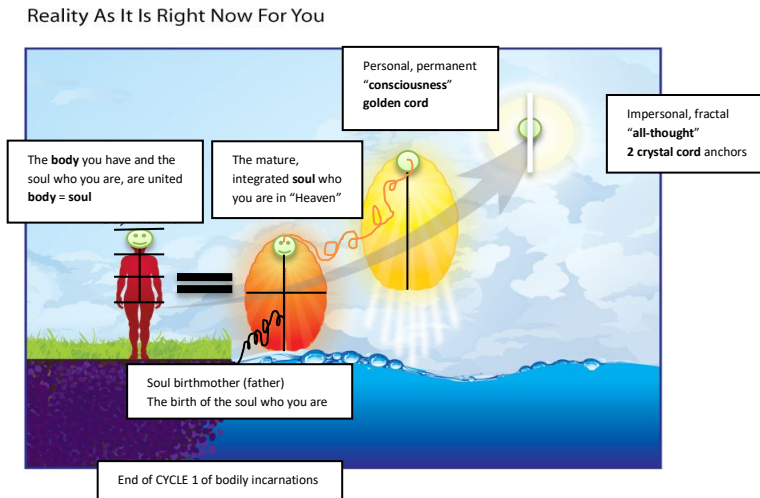 Reality As It Is Right Now For You
Personal, permanent
“consciousness”
golden cord
Impersonal, fractal
“all-thought”
2 crystal cord anchors
The body you have and the
soul who you are, are united
body = soul
The mature,
integrated soul who
you are in “Heaven”
Soul birthmother (father)
The birth of the soul who you are
End of CYCLE 1 of bodily incarnations